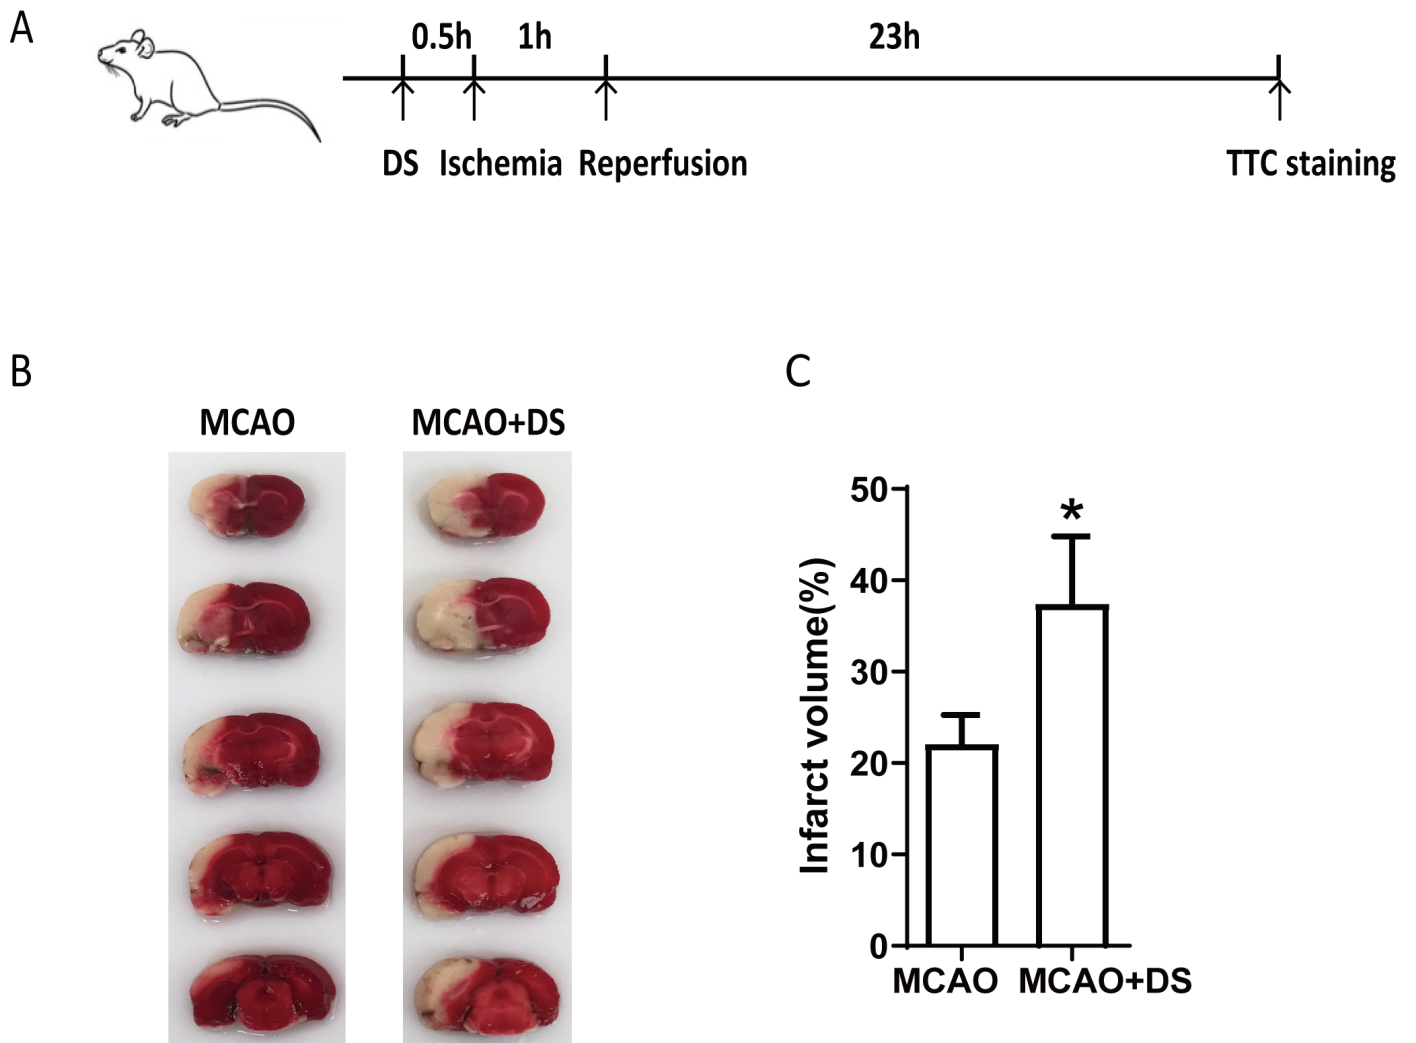 A
0.5h 1h 23h
DS Ischemia Reperfusion TTC staining
B
MCAO MCAO+DS
C
Infarct volume(%)
50
*
40
30
20
10
0
MCAO MCAO+DS